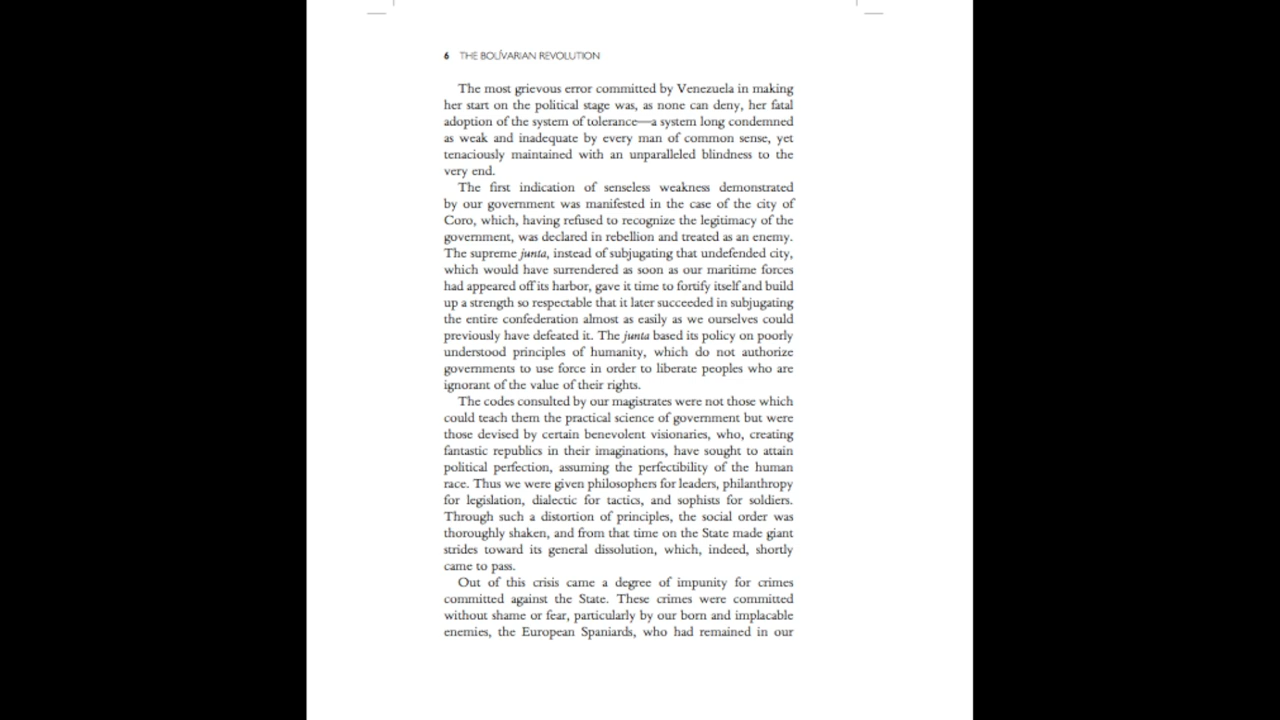 6 THE BOLÍVARIAN REVOLUTION
The most grievous error committed by Venezuela in making
her start on the political stage was, as none can deny, her fatal
adoption of the system of tolerance—a system long condemned
as weak and inadequate by every man of common sense, yet
tenaciously maintained with an unparalleled blindness to the
very end.
The first indication of senseless weakness demonstrated
by our government was manifested in the case of the city of
Coro, which, having refused to recognize the legitimacy of the
government, was declared in rebellion and treated as an enemy.
The supreme junta, instead of subjugating that undefended city,
which would have surrendered as soon as our maritime forces
had appeared off its harbor, gave it time to fortify itself and build
up a strength so respectable that it later succeeded in subjugating
the entire confederation almost as easily as we ourselves could
previously have defeated it. The junta based its policy on poorly
understood principles of humanity, which do not authorize
governments to use force in order to liberate peoples who are
ignorant of the value of their rights.
The codes consulted by our magistrates were not those which
could teach them the practical science of government but were
those devised by certain benevolent visionaries, who, creating
fantastic republics in their imaginations, have sought to attain
political perfection, assuming the perfectibility of the human
race. Thus we were given philosophers for leaders, philanthropy
for legislation, dialectic for tactics, and sophists for soldiers.
Through such a distortion of principles, the social order was
thoroughly shaken, and from that time on the State made giant
strides toward its general dissolution, which, indeed, shortly
came to pass.
Out of this crisis came a degree of impunity for crimes
committed against the State. These crimes were committed
without shame or fear, particularly by our born and implacable
enemies, the European Spaniards, who had remained in our